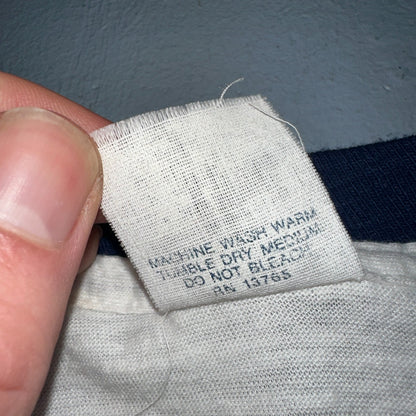 MACHINE WASH WARM
TUMBLE DRY MEDIUM
DO NOT BLEACH
RN 13765